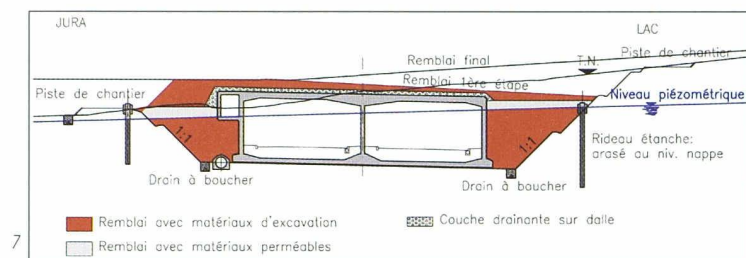 JURA
LAC
Remblai final
T.N.
Piste de chantier
Remblai 1ère étape
Piste de chantier
Niveau piézométrique
1:1
1:1
Rideau étanche:
arasé au niv. nappe
Drain à boucher
Drain à boucher
Remblai avec matériaux d'excavation
Couche drainante sur dalle
Remblai avec matériaux perméables
7